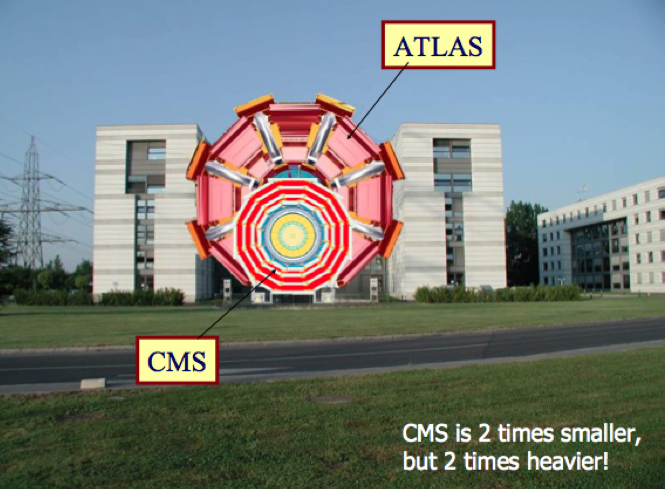 ATLAS
CMS
CMS is 2 times smaller,
but 2 times heavier!